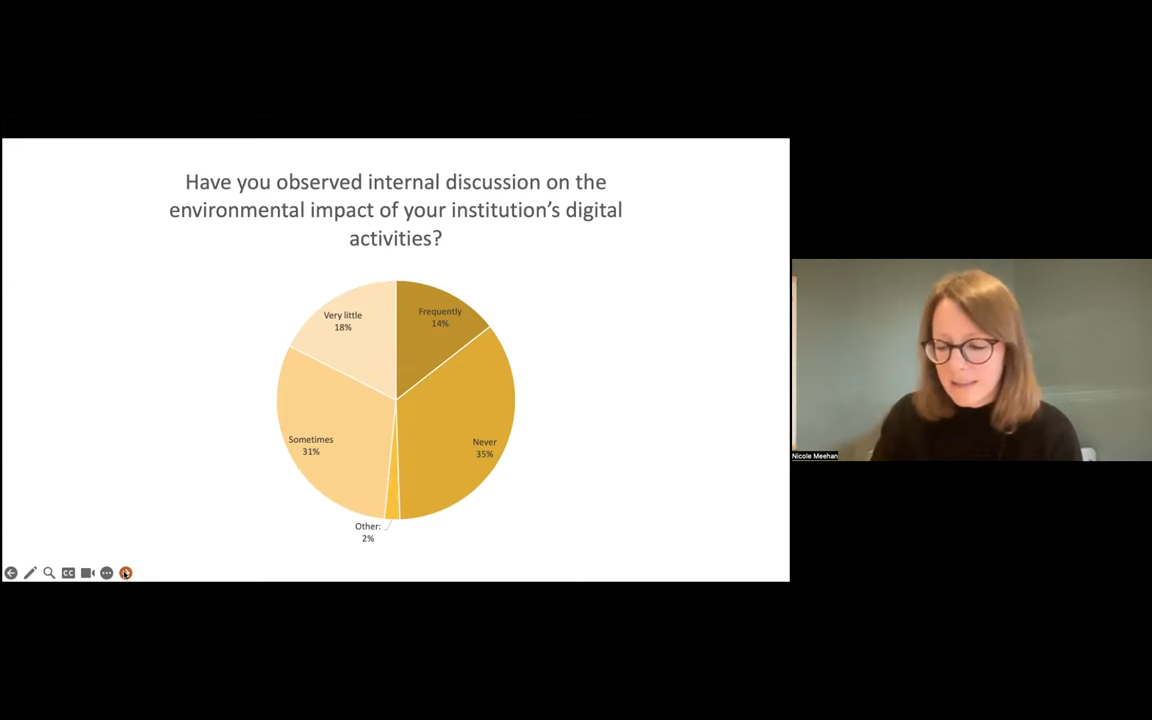 Have you observed internal discussion on the
environmental impact of your institution's digital
activities?
Very little
18%
Frequently
14%
Sometimes
31%
Never
35%
Other:
2%
Nicole Meehan
CC